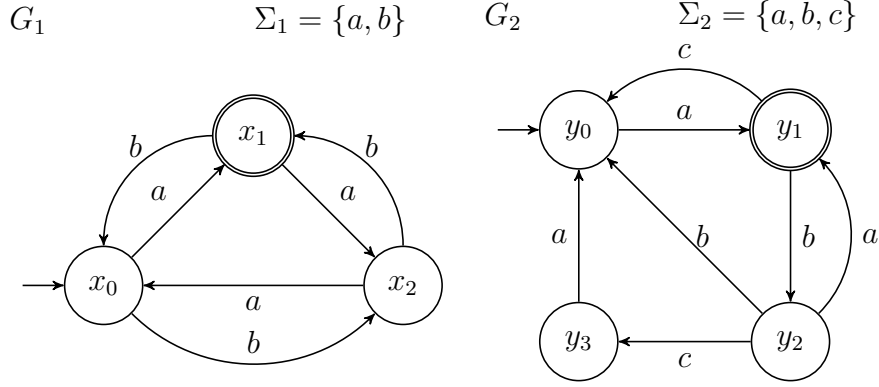 G₁ Σ₁ = {a, b}
x₁
b
b
a
a
x₀
x₂
a
b
G₂ Σ₂ = {a, b, c}
c
y₀
a
y₁
a
b
b
a
y₃
y₂
c